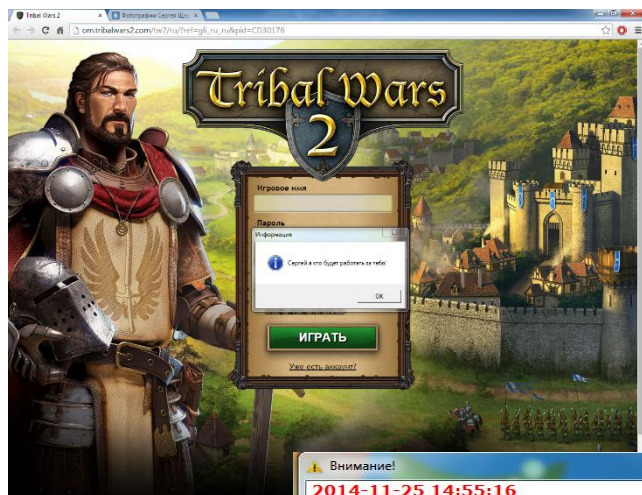 Tribal Wars 2
Фотографии Сергея
om.tribalwars2.com/tw2/ru/?ref=gli_ru_ru&pid=CD30176
Tribal Wars
2
Игровое имя
Пароль
Информация
Сергей а кто будет работать за тебя!
OK
ИГРАТЬ
Уже есть аккаунт?
Внимание!
2014-11-25 14:55:16